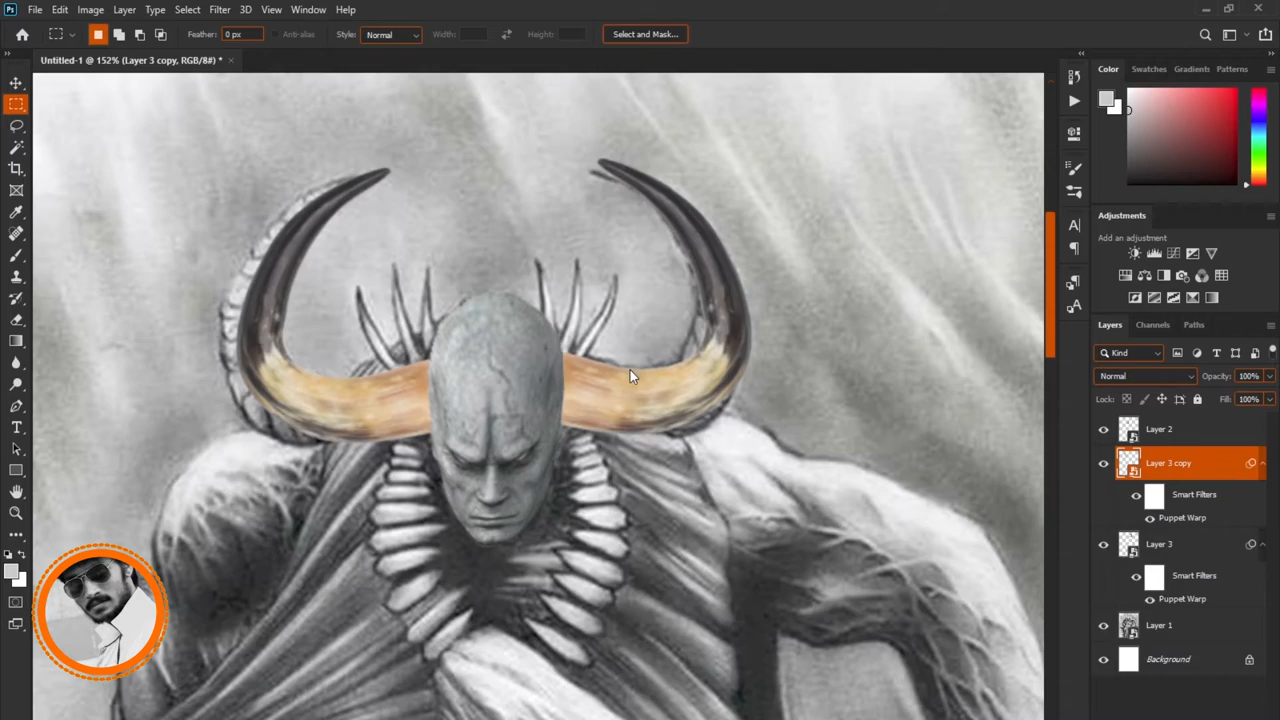 Ps File Edit Image Layer Type Select Filter 3D View Window Help
Feather: 0 px Anti-alias Style: Normal Width: Height: Select and Mask...
Untitled-1 @ 152% (Layer 3 copy, RGB/8#) * ×
Color Swatches Gradients Patterns
Adjustments
Add an adjustment
Layers Channels Paths
Kind
Normal Opacity: 100%
Lock: Fill: 100%
Layer 2
Layer 3 copy
Smart Filters
Puppet Warp
Layer 3
Smart Filters
Puppet Warp
Layer 1
Background